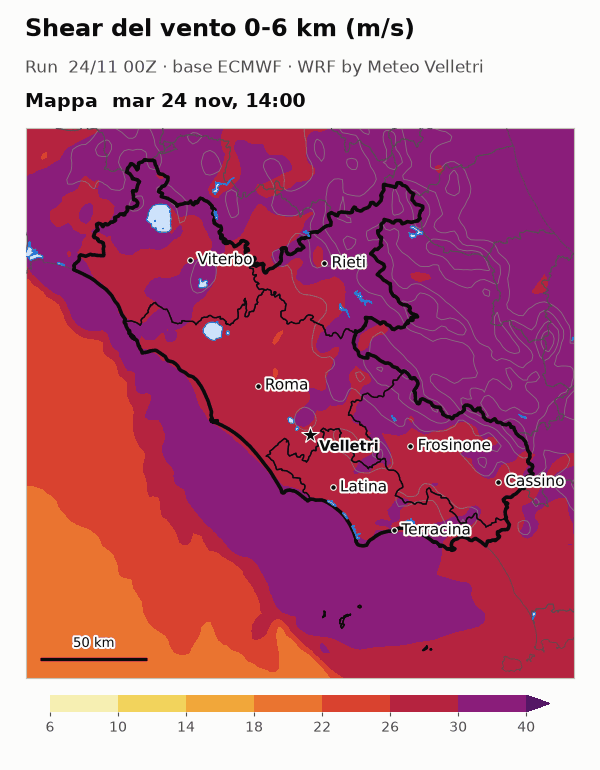 Shear del vento 0-6 km (m/s)
Run  24/11 00Z · base ECMWF · WRF by Meteo Velletri
Mappa  mar 24 nov, 14:00
Viterbo
Rieti
Roma
Velletri
Frosinone
Cassino
Latina
Terracina
50 km
6 10 14 18 22 26 30 40